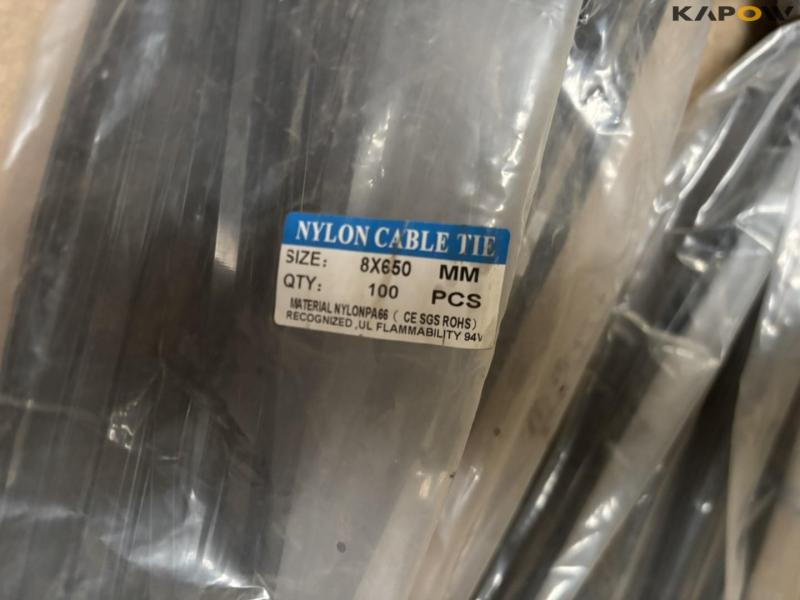 KAPOW
NYLON CABLE TIE
SIZE: 8X650 MM
QTY: 100 PCS
MATERIAL NYLONPA66 ( CE SGS ROHS)
RECOGNIZED ,UL FLAMMABILITY 94V